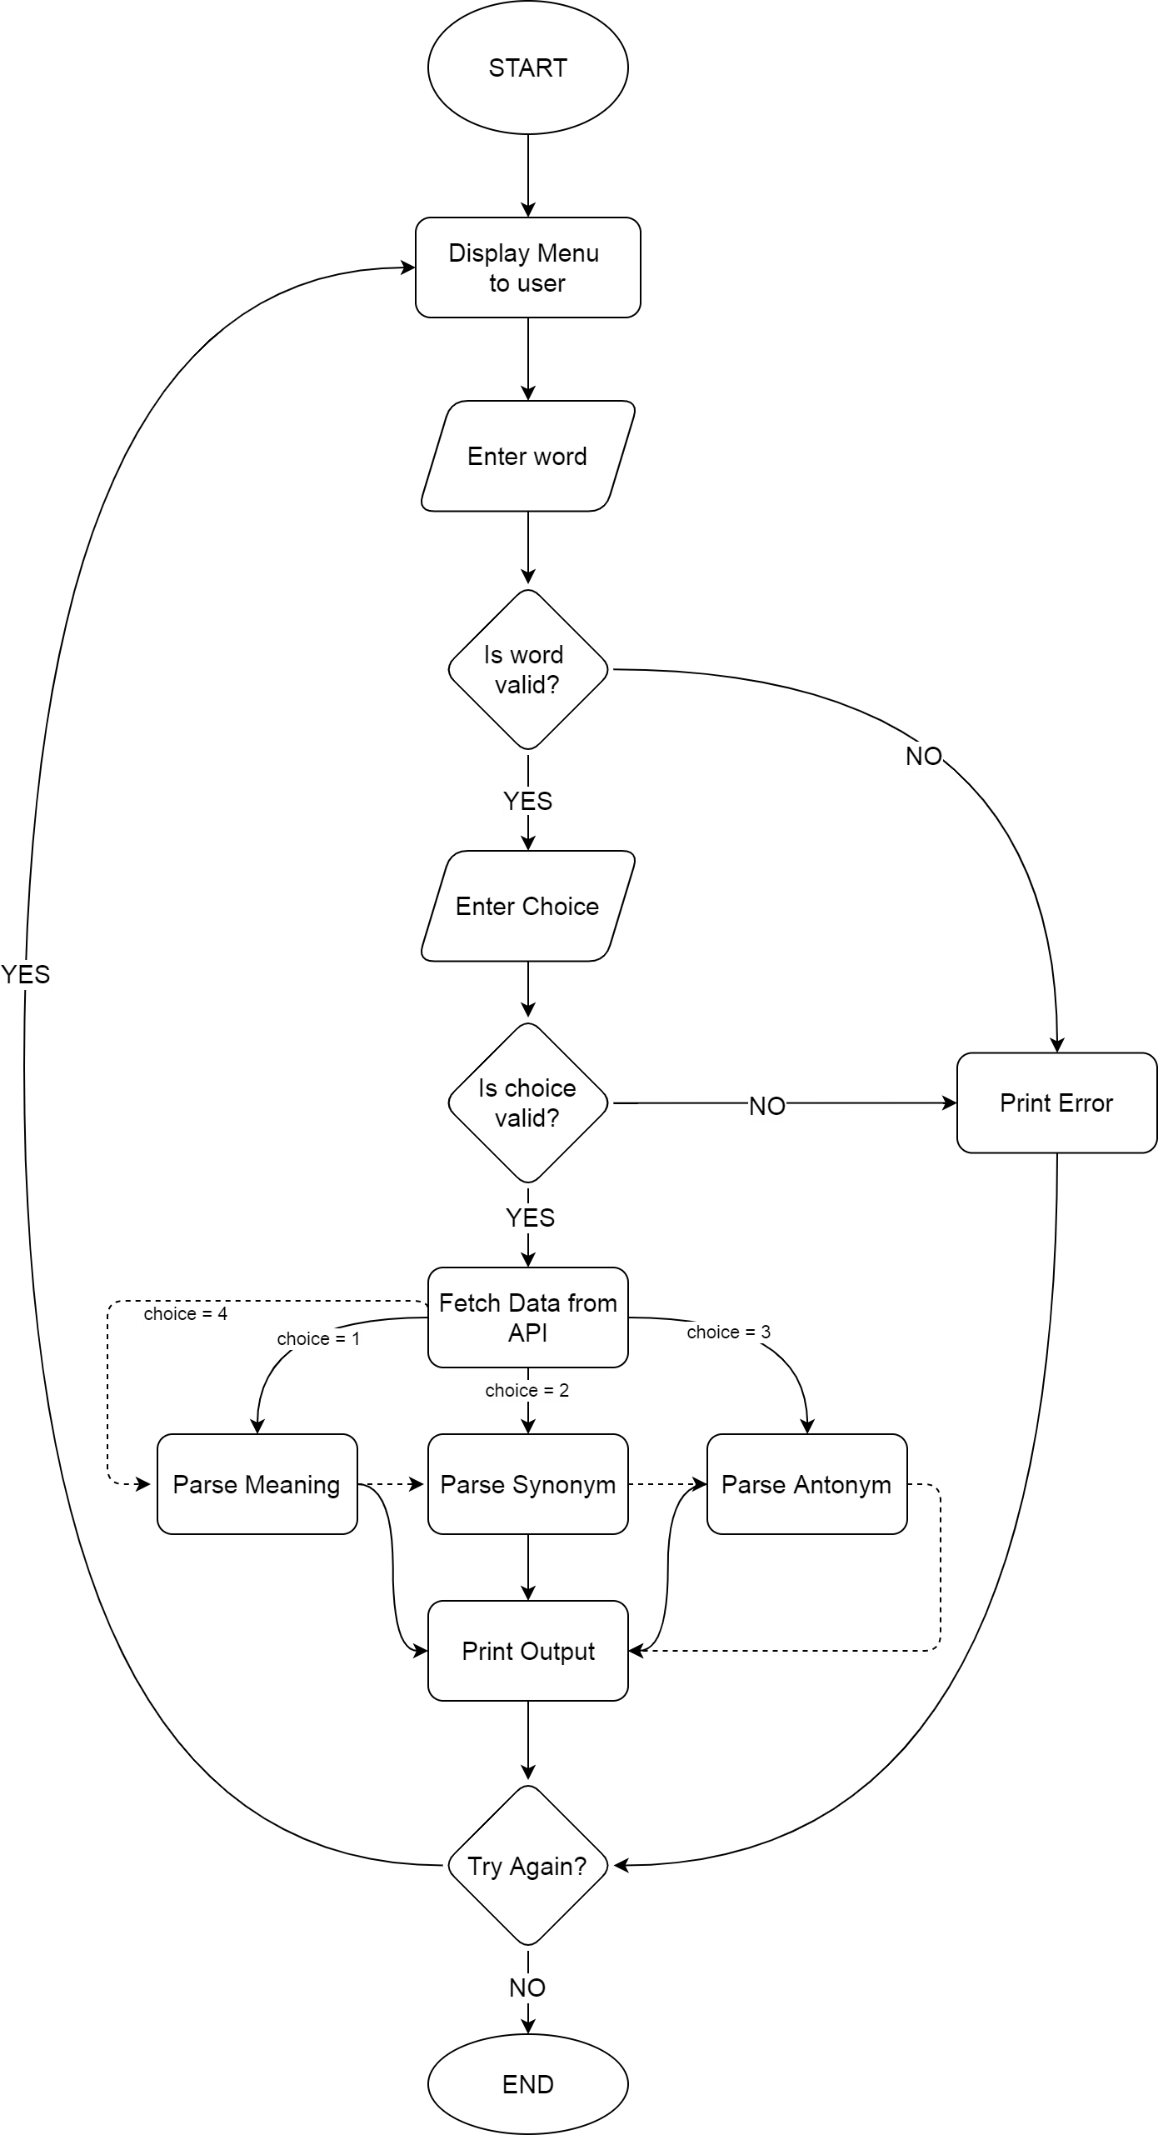 START
Display Menu
to user
Enter word
Is word
valid?
NO
YES
Enter Choice
YES
Is choice
valid?
NO
Print Error
YES
Fetch Data from
API
choice = 4
choice = 1
choice = 3
choice = 2
Parse Meaning
Parse Synonym
Parse Antonym
Print Output
Try Again?
NO
END